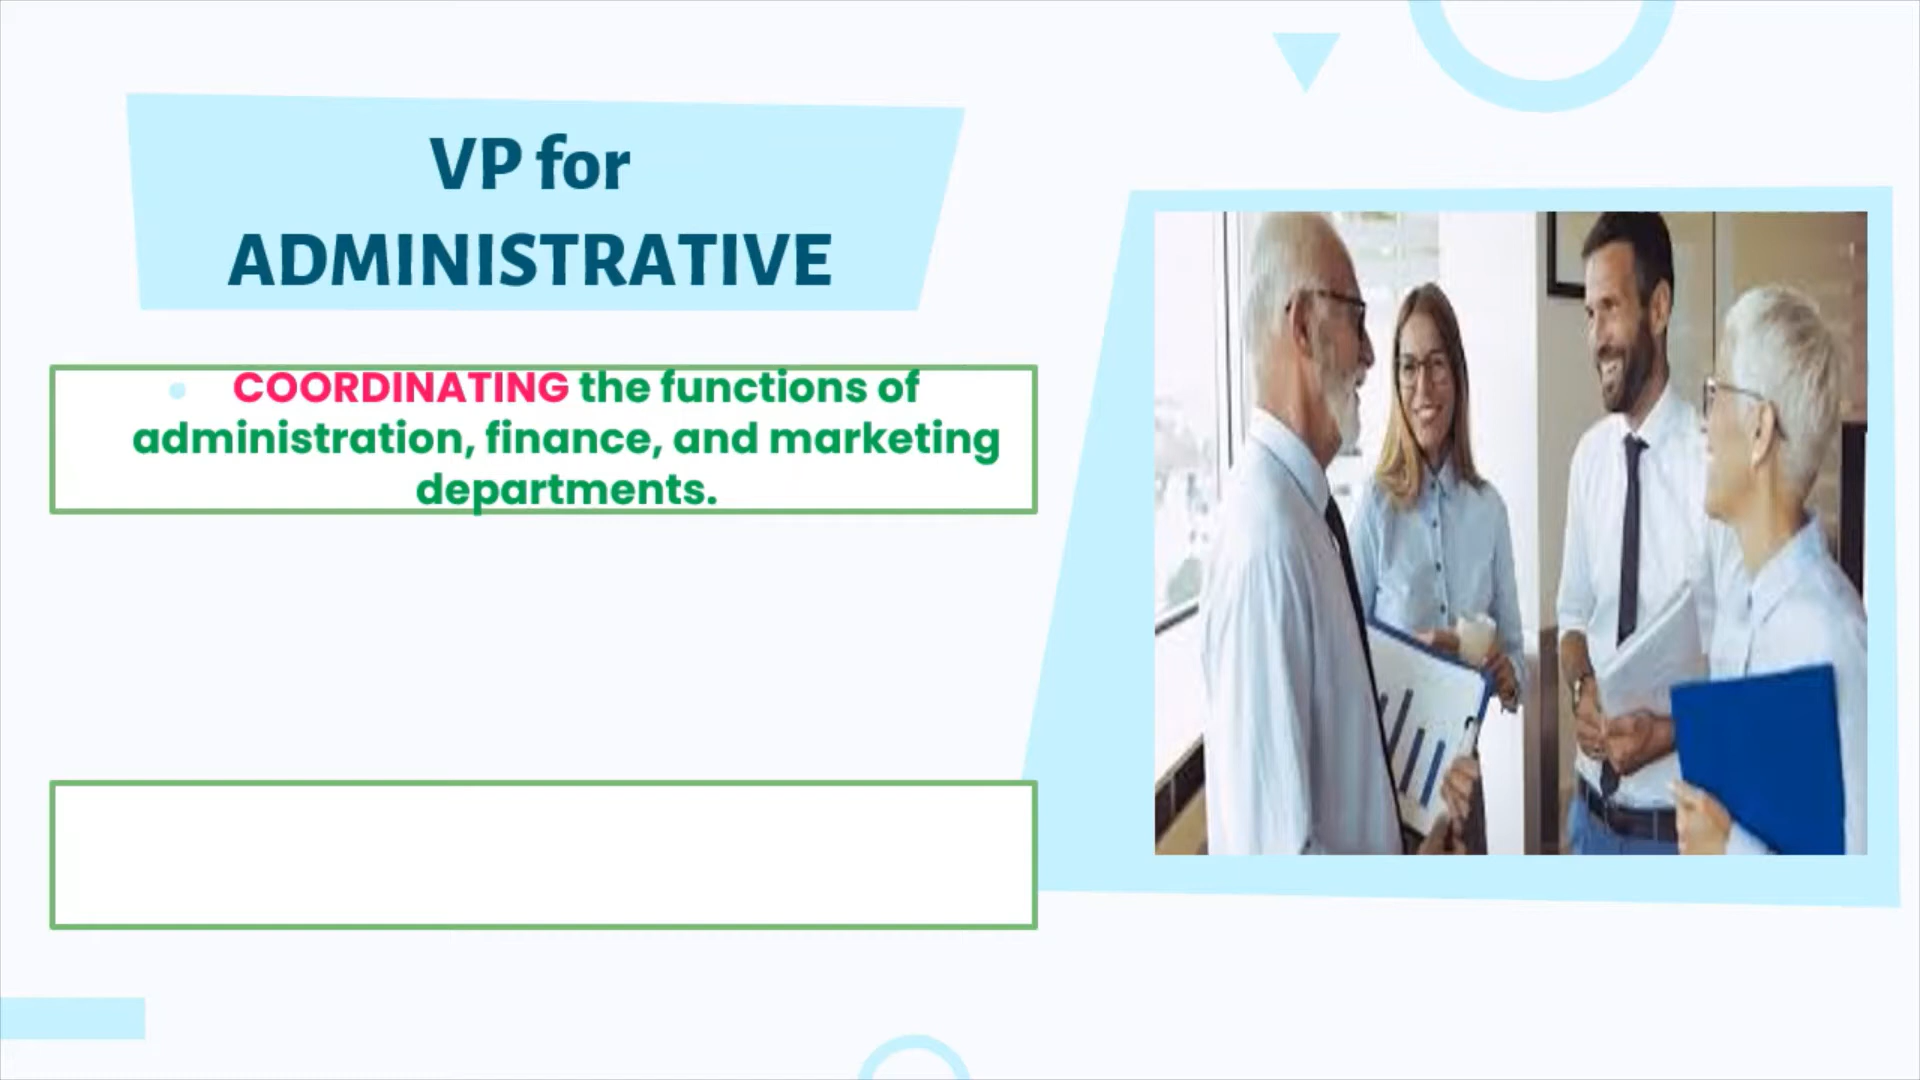 VP for
ADMINISTRATIVE
COORDINATING the functions of
administration, finance, and marketing
departments.